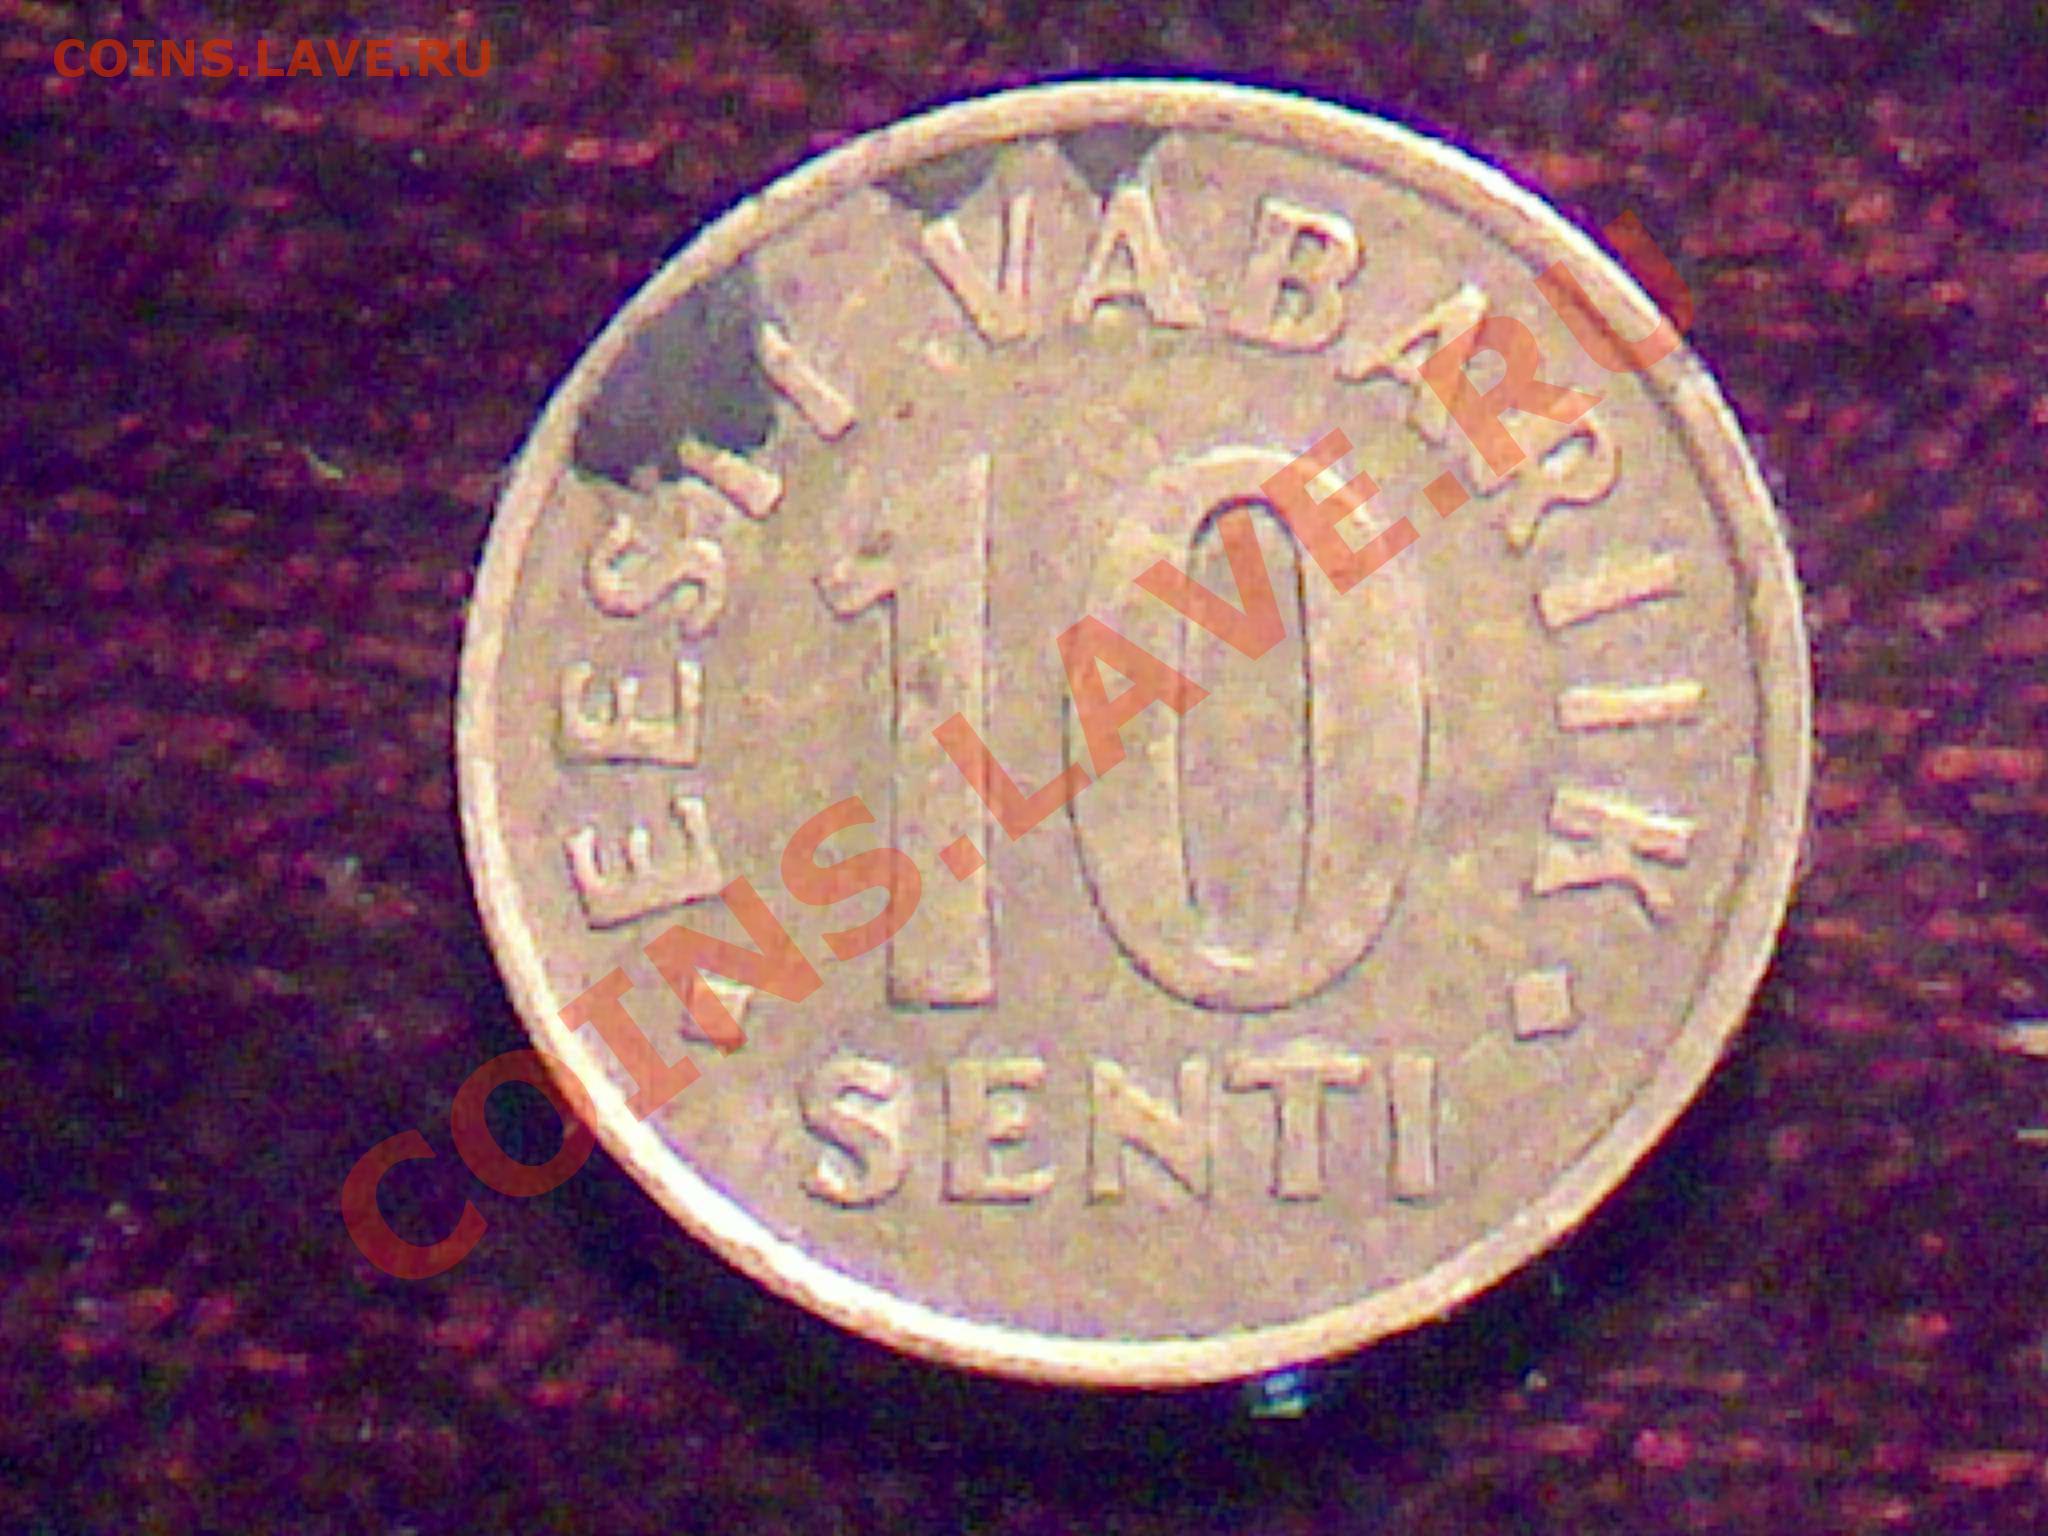 COINS.LAVE.RU
EESTI VABARIIK
10
SENTI
COINS.LAVE.RU